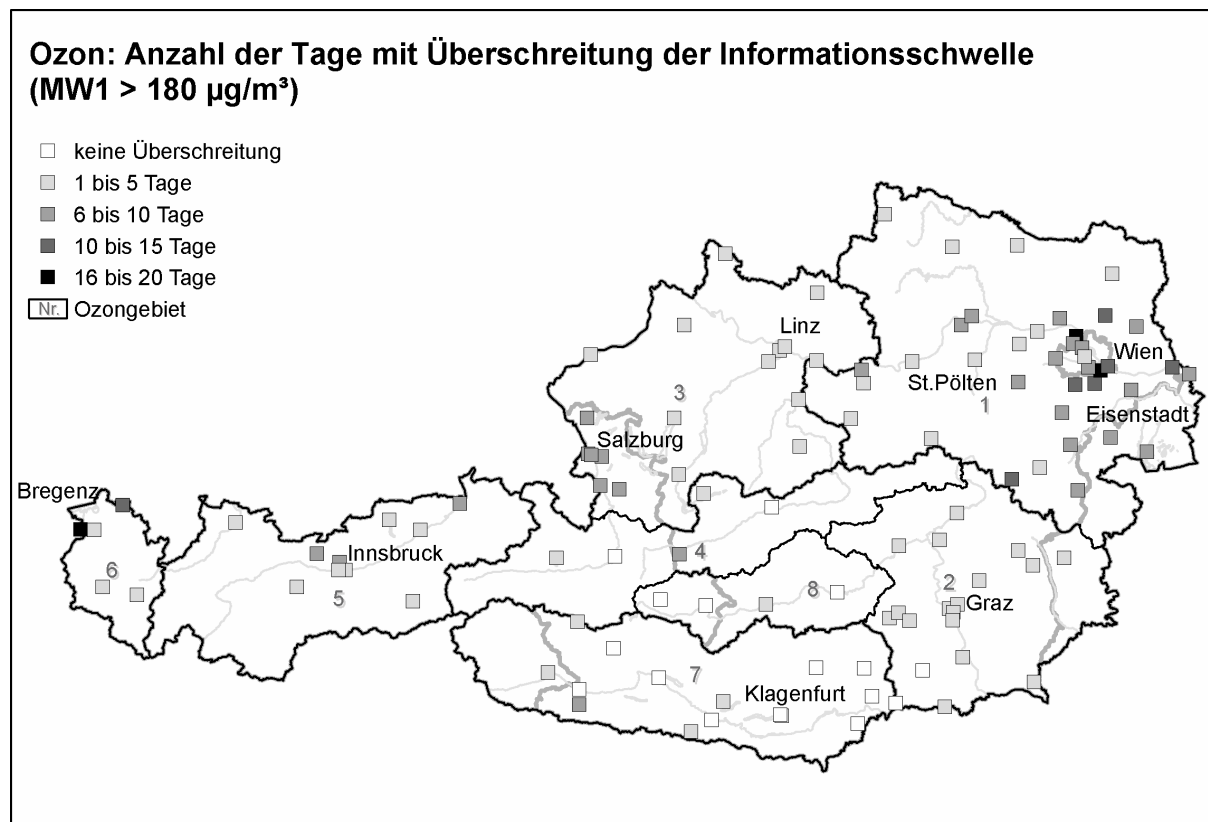 Ozon: Anzahl der Tage mit Überschreitung der Informationsschwelle
(MW1 > 180 µg/m³)
keine Überschreitung
1 bis 5 Tage
6 bis 10 Tage
10 bis 15 Tage
16 bis 20 Tage
Nr. Ozongebiet
Linz
Wien
St.Pölten
3
1
Eisenstadt
Salzburg
Bregenz
Innsbruck
4
6
5
8
2
Graz
7
Klagenfurt